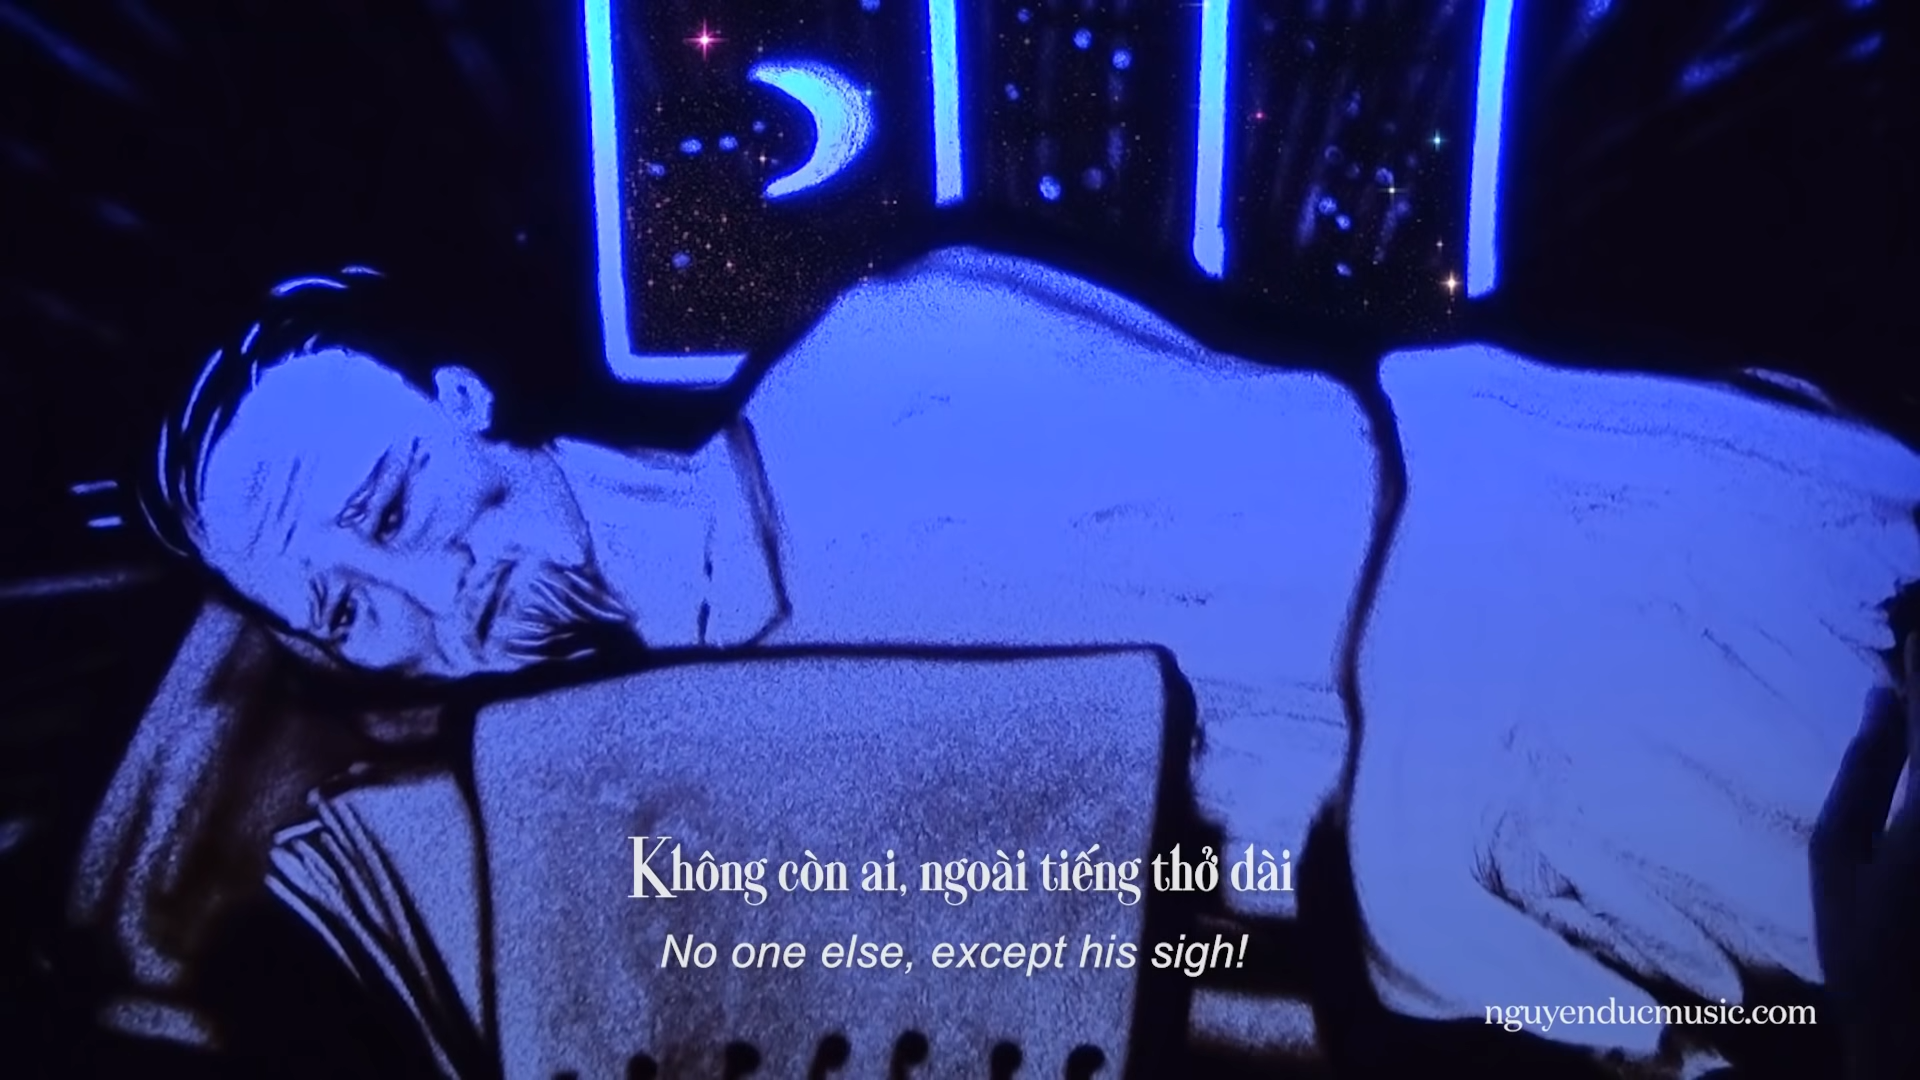 Không còn ai, ngoài tiếng thở dài
No one else, except his sigh!
nguyenducmusic.com